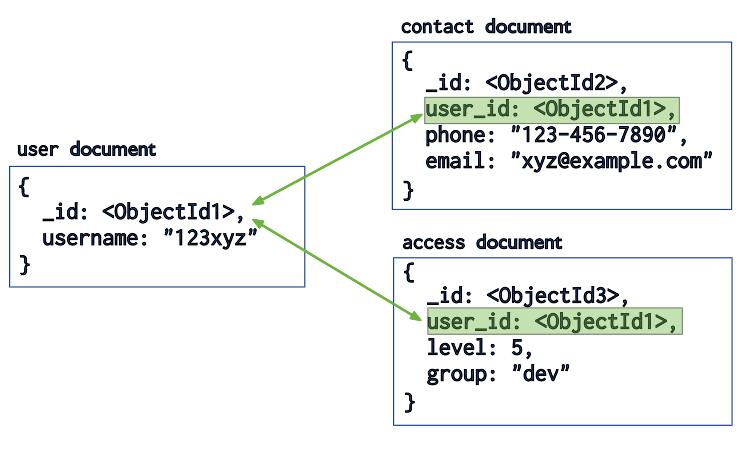 contact document
{
_id: <ObjectId2>,
user_id: <ObjectId1>,
phone: "123-456-7890",
email: "xyz@example.com"
}
user document
{
_id: <ObjectId1>,
username: "123xyz"
}
access document
{
_id: <ObjectId3>,
user_id: <ObjectId1>,
level: 5,
group: "dev"
}